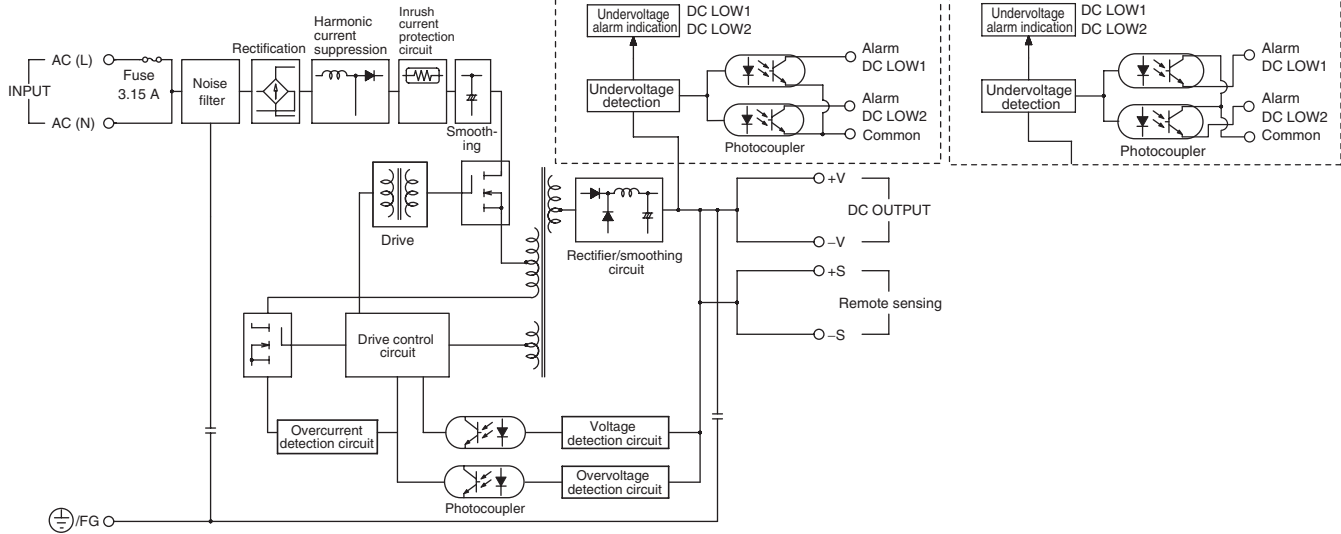 AC (L)
Fuse
3.15 A
INPUT
AC (N)
Noise
filter
Rectification
Harmonic
current
suppression
Inrush
current
protection
circuit
Smooth-
ing
Undervoltage
alarm indication
DC LOW1
DC LOW2
Undervoltage
detection
Alarm
DC LOW1
Alarm
DC LOW2
Common
Photocoupler
Undervoltage
alarm indication
DC LOW1
DC LOW2
Undervoltage
detection
Alarm
DC LOW1
Alarm
DC LOW2
Common
Photocoupler
Drive
Rectifier/smoothing
circuit
+V
DC OUTPUT
–V
+S
Remote sensing
–S
Drive control
circuit
Overcurrent
detection circuit
Voltage
detection circuit
Overvoltage
detection circuit
Photocoupler
/FG